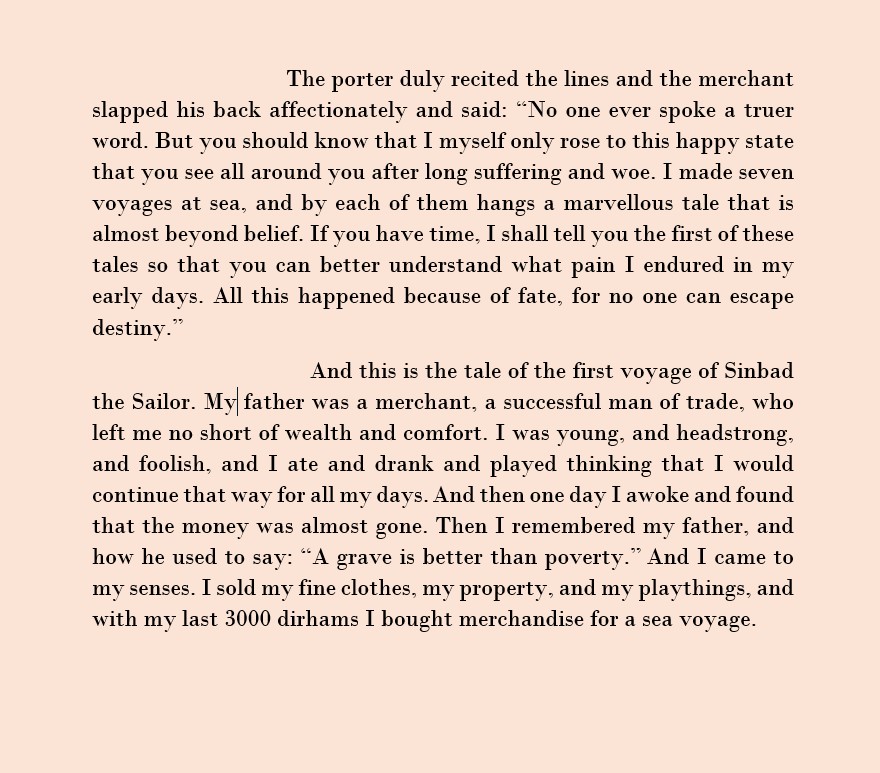 The porter duly recited the lines and the merchant
slapped his back affectionately and said: “No one ever spoke a truer
word. But you should know that I myself only rose to this happy state
that you see all around you after long suffering and woe. I made seven
voyages at sea, and by each of them hangs a marvellous tale that is
almost beyond belief. If you have time, I shall tell you the first of these
tales so that you can better understand what pain I endured in my
early days. All this happened because of fate, for no one can escape
destiny.”
And this is the tale of the first voyage of Sinbad
the Sailor. My father was a merchant, a successful man of trade, who
left me no short of wealth and comfort. I was young, and headstrong,
and foolish, and I ate and drank and played thinking that I would
continue that way for all my days. And then one day I awoke and found
that the money was almost gone. Then I remembered my father, and
how he used to say: “A grave is better than poverty.” And I came to
my senses. I sold my fine clothes, my property, and my playthings, and
with my last 3000 dirhams I bought merchandise for a sea voyage.